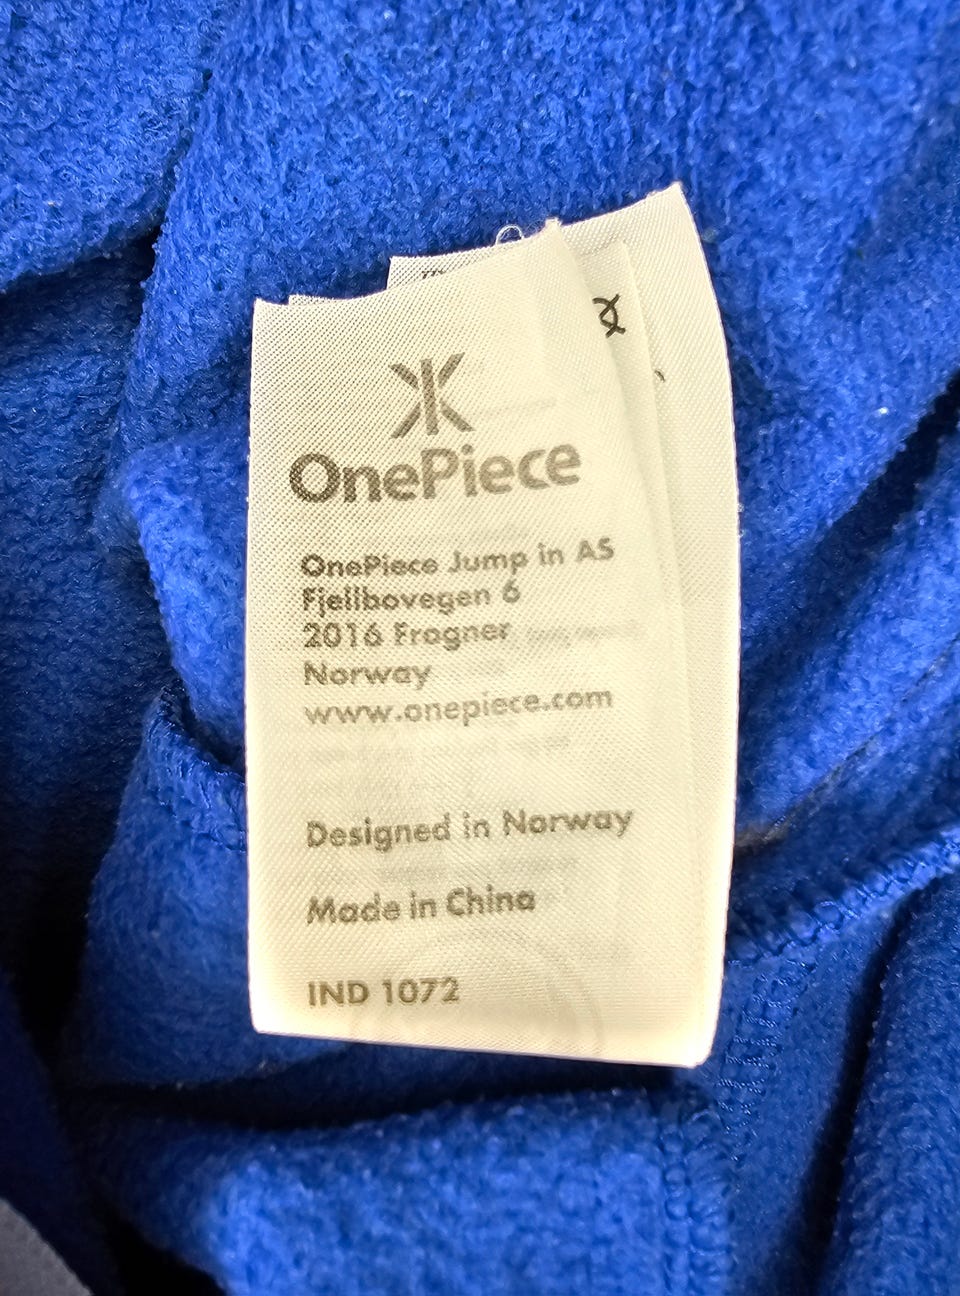 OnePiece
OnePiece Jump in AS
Fjellbovegen 6
2016 Frogner
Norway
www.onepiece.com
Designed in Norway
Made in China
IND 1072